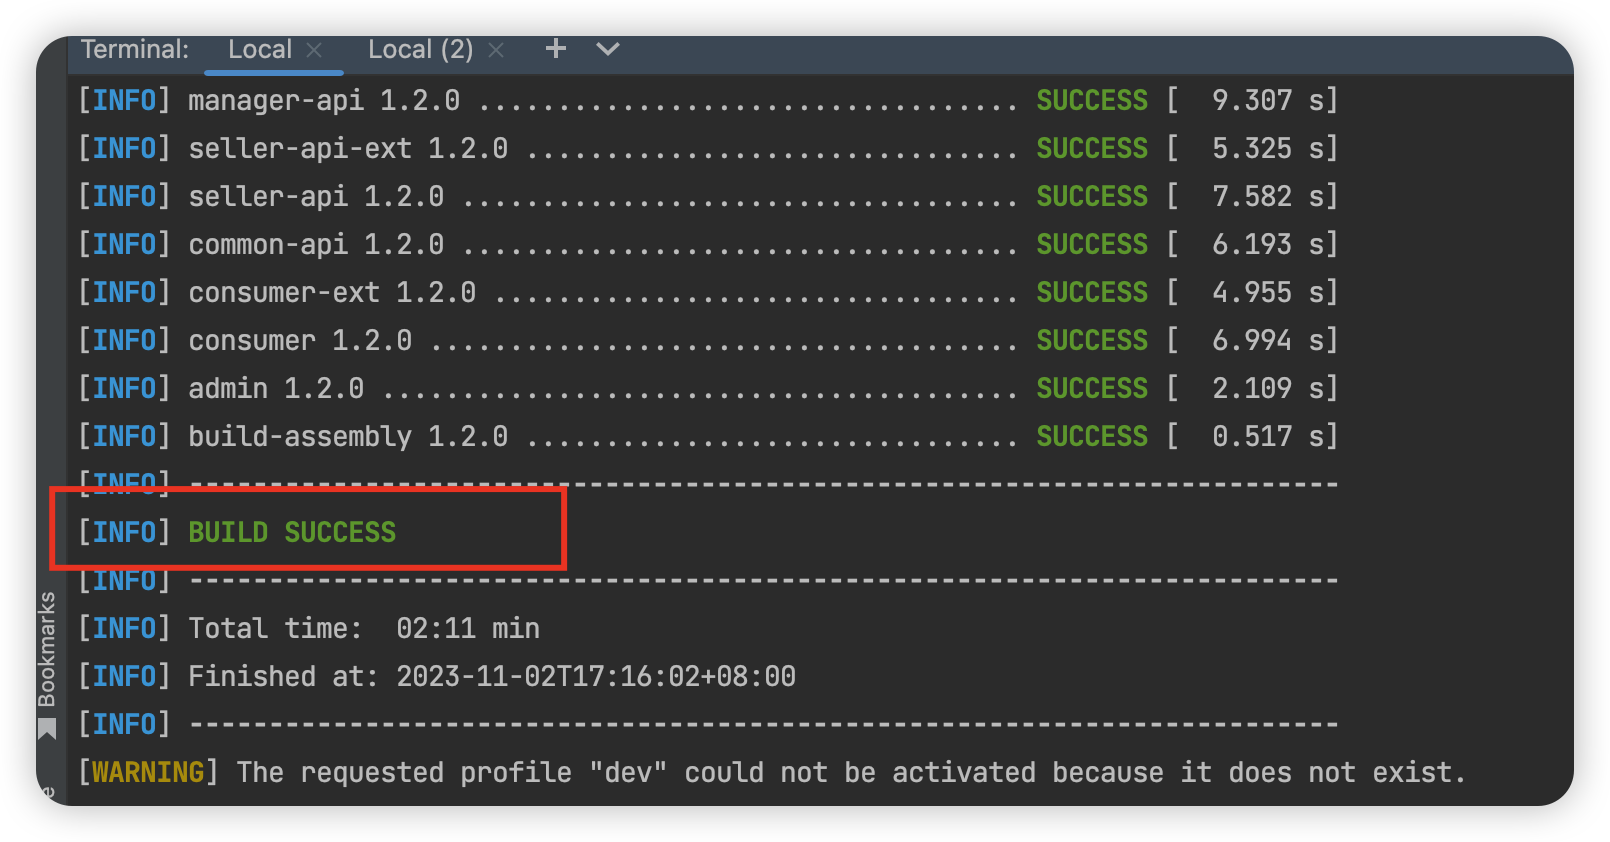 Terminal: Local × Local (2) × +
[INFO] manager-api 1.2.0 .................................. SUCCESS [  9.307 s]
[INFO] seller-api-ext 1.2.0 ............................... SUCCESS [  5.325 s]
[INFO] seller-api 1.2.0 ................................... SUCCESS [  7.582 s]
[INFO] common-api 1.2.0 ................................... SUCCESS [  6.193 s]
[INFO] consumer-ext 1.2.0 ................................. SUCCESS [  4.955 s]
[INFO] consumer 1.2.0 ..................................... SUCCESS [  6.994 s]
[INFO] admin 1.2.0 ........................................ SUCCESS [  2.109 s]
[INFO] build-assembly 1.2.0 ............................... SUCCESS [  0.517 s]
[INFO] ------------------------------------------------------------------------
[INFO] BUILD SUCCESS
[INFO] ------------------------------------------------------------------------
[INFO] Total time:  02:11 min
[INFO] Finished at: 2023-11-02T17:16:02+08:00
[INFO] ------------------------------------------------------------------------
[WARNING] The requested profile "dev" could not be activated because it does not exist.
Bookmarks